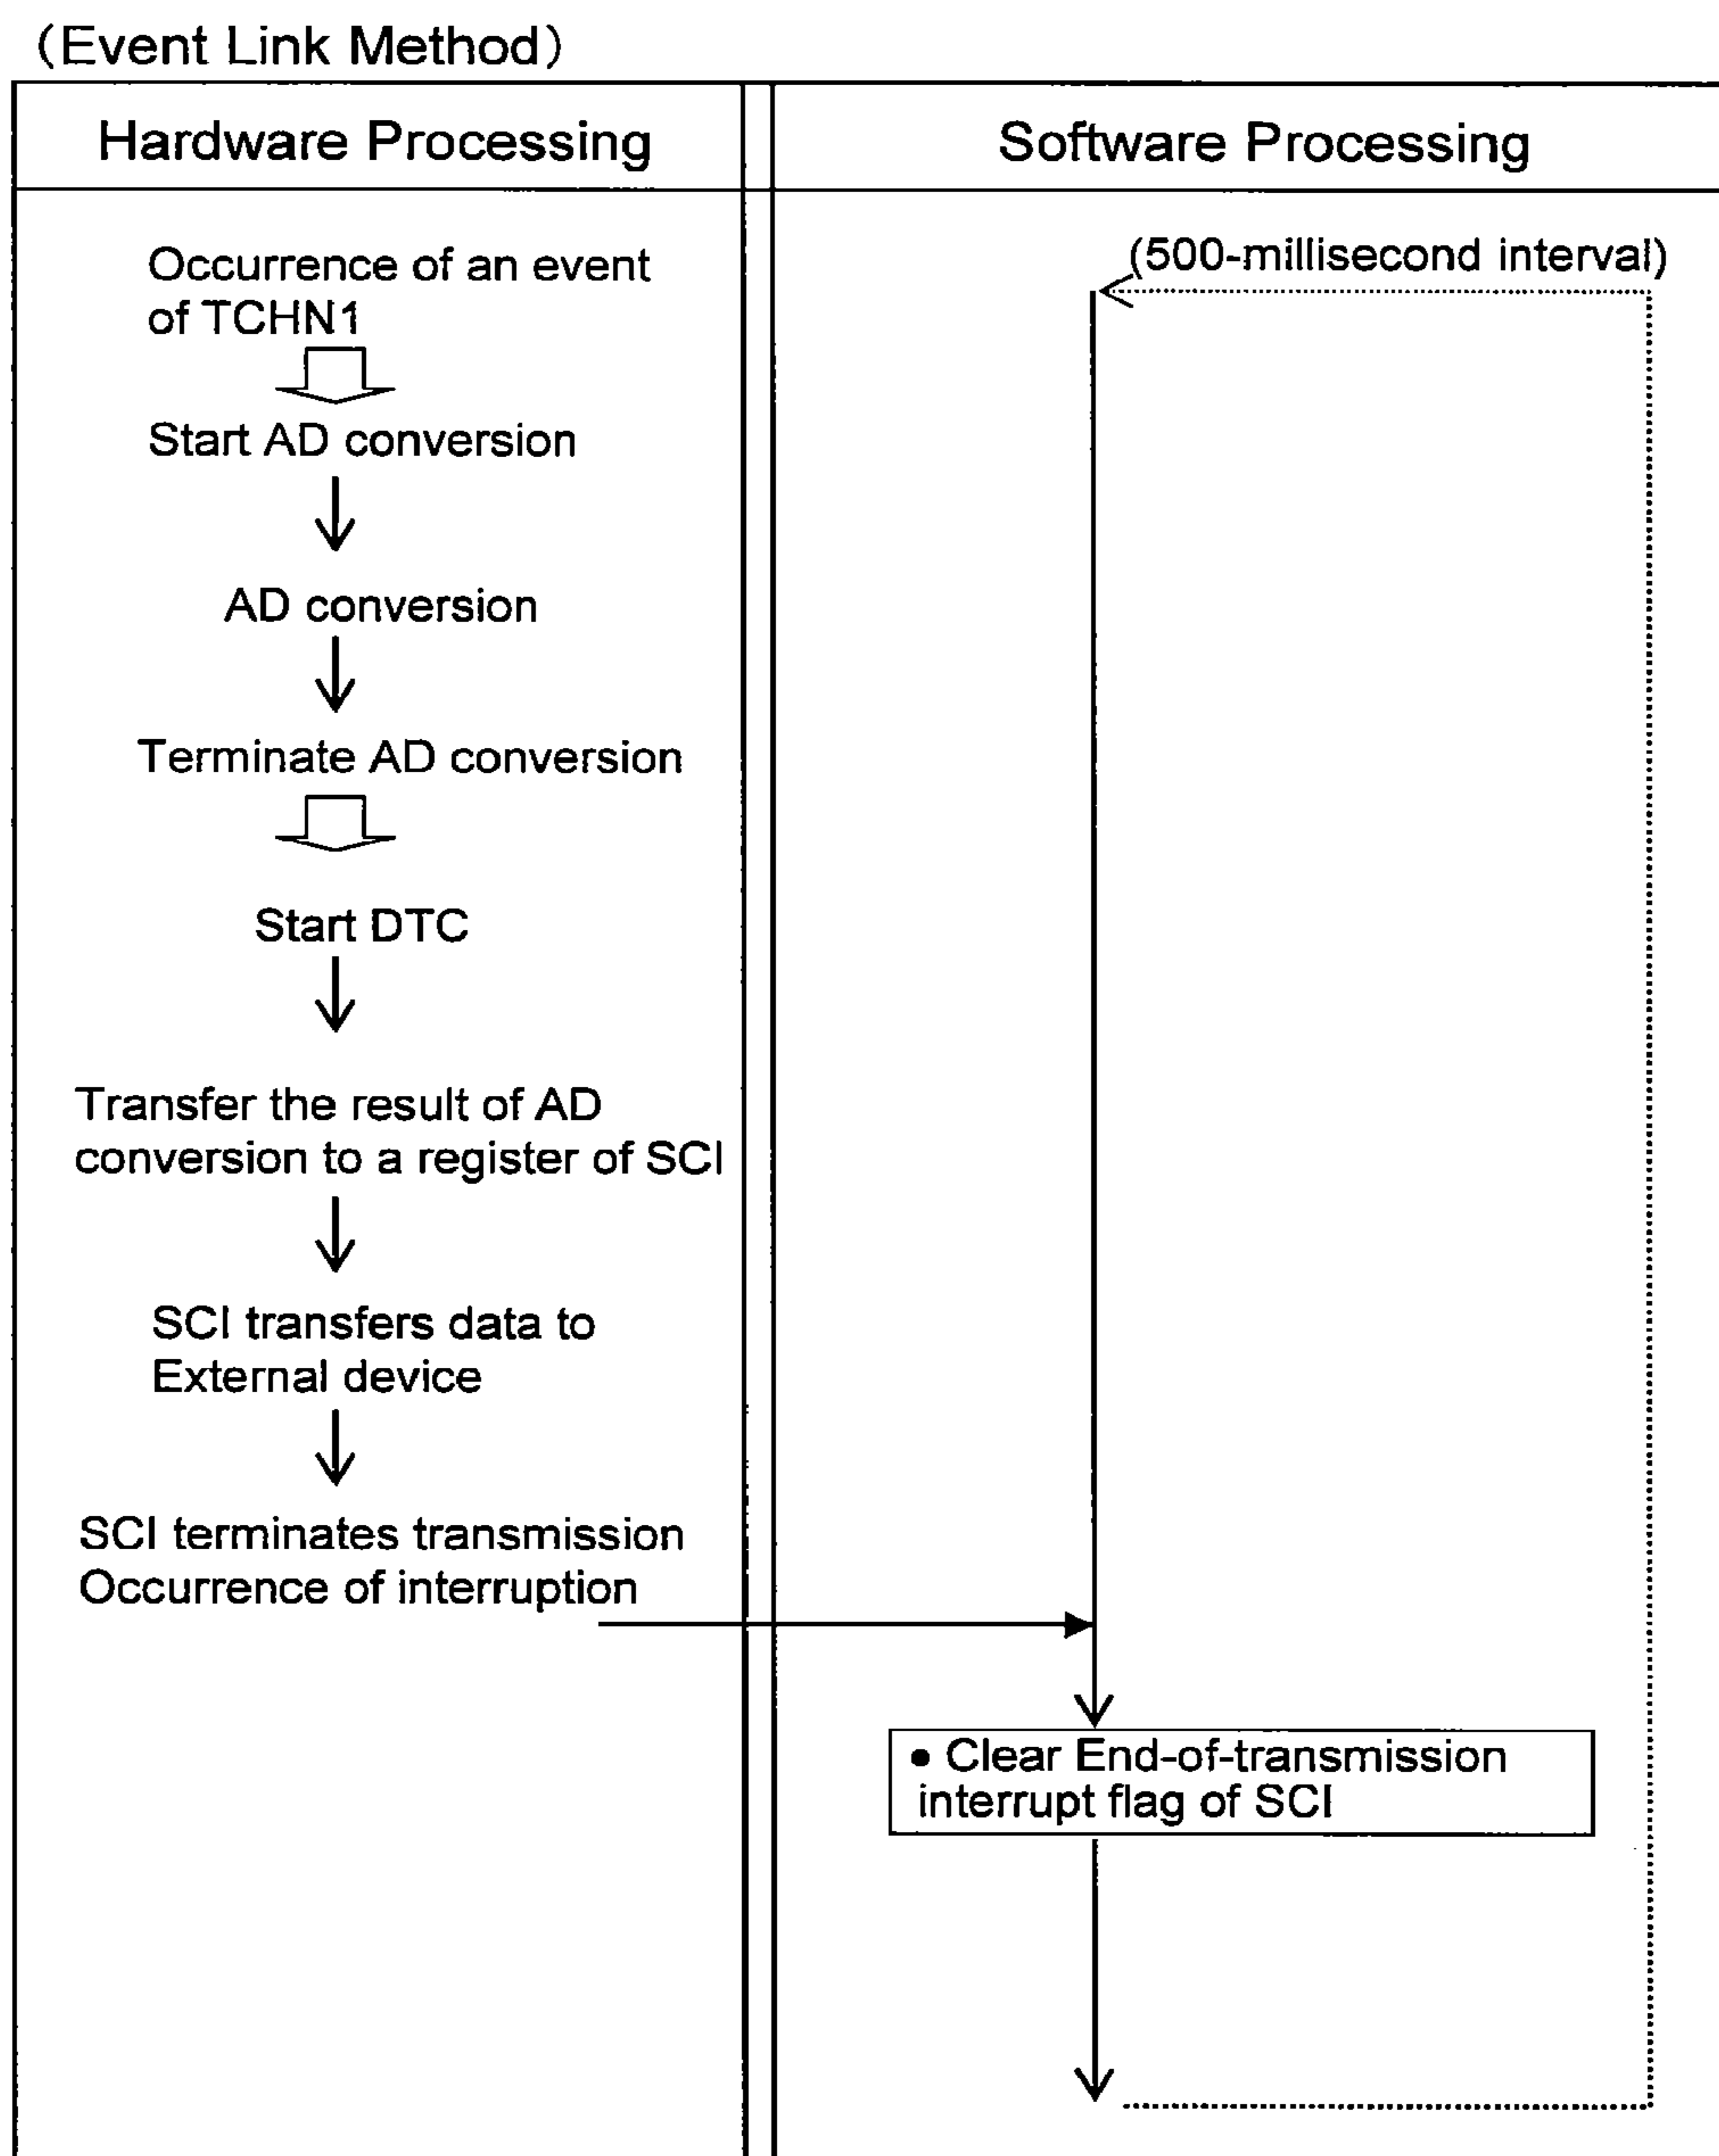 (Event Link Method)
Hardware Processing
Software Processing
Occurrence of an event
of TCHN1
Start AD conversion
AD conversion
Terminate AD conversion
Start DTC
Transfer the result of AD
conversion to a register of SCI
SCI transfers data to
External device
SCI terminates transmission
Occurrence of interruption
(500-millisecond interval)
• Clear End-of-transmission
interrupt flag of SCI